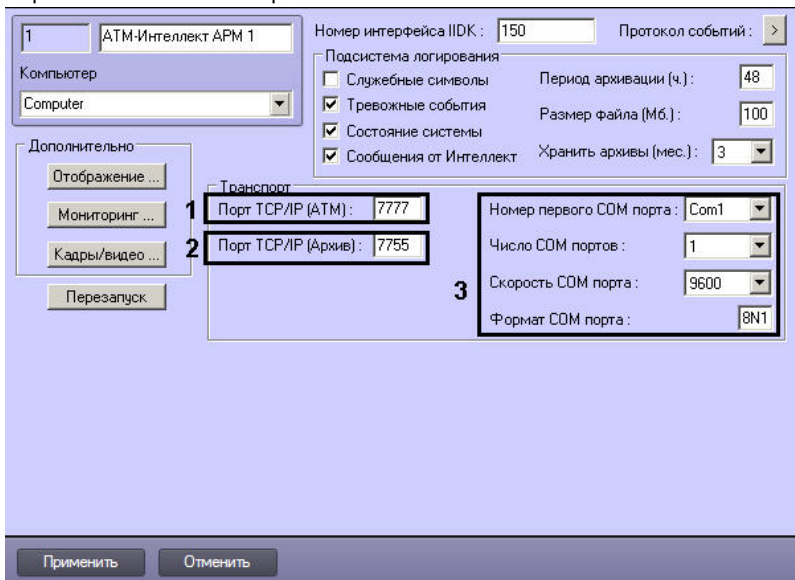 1 АТМ-Интеллект АРМ 1
Компьютер
Computer
Номер интерфейса IIDK : 150 Протокол событий : >
Подсистема логирования
Служебные символы Период архивации (ч.) : 48
Тревожные события Размер файла (Мб.) : 100
Состояние системы
Сообщения от Интеллект Хранить архивы (мес.) : 3
Дополнительно
Отображение ...
Мониторинг ...
Кадры/видео ...
Перезапуск
Транспорт
1 Порт TCP/IP (АТМ) : 7777
2 Порт TCP/IP (Архив) : 7755
3
Номер первого COM порта : Com1
Число COM портов : 1
Скорость COM порта : 9600
Формат COM порта : 8N1
Применить Отменить